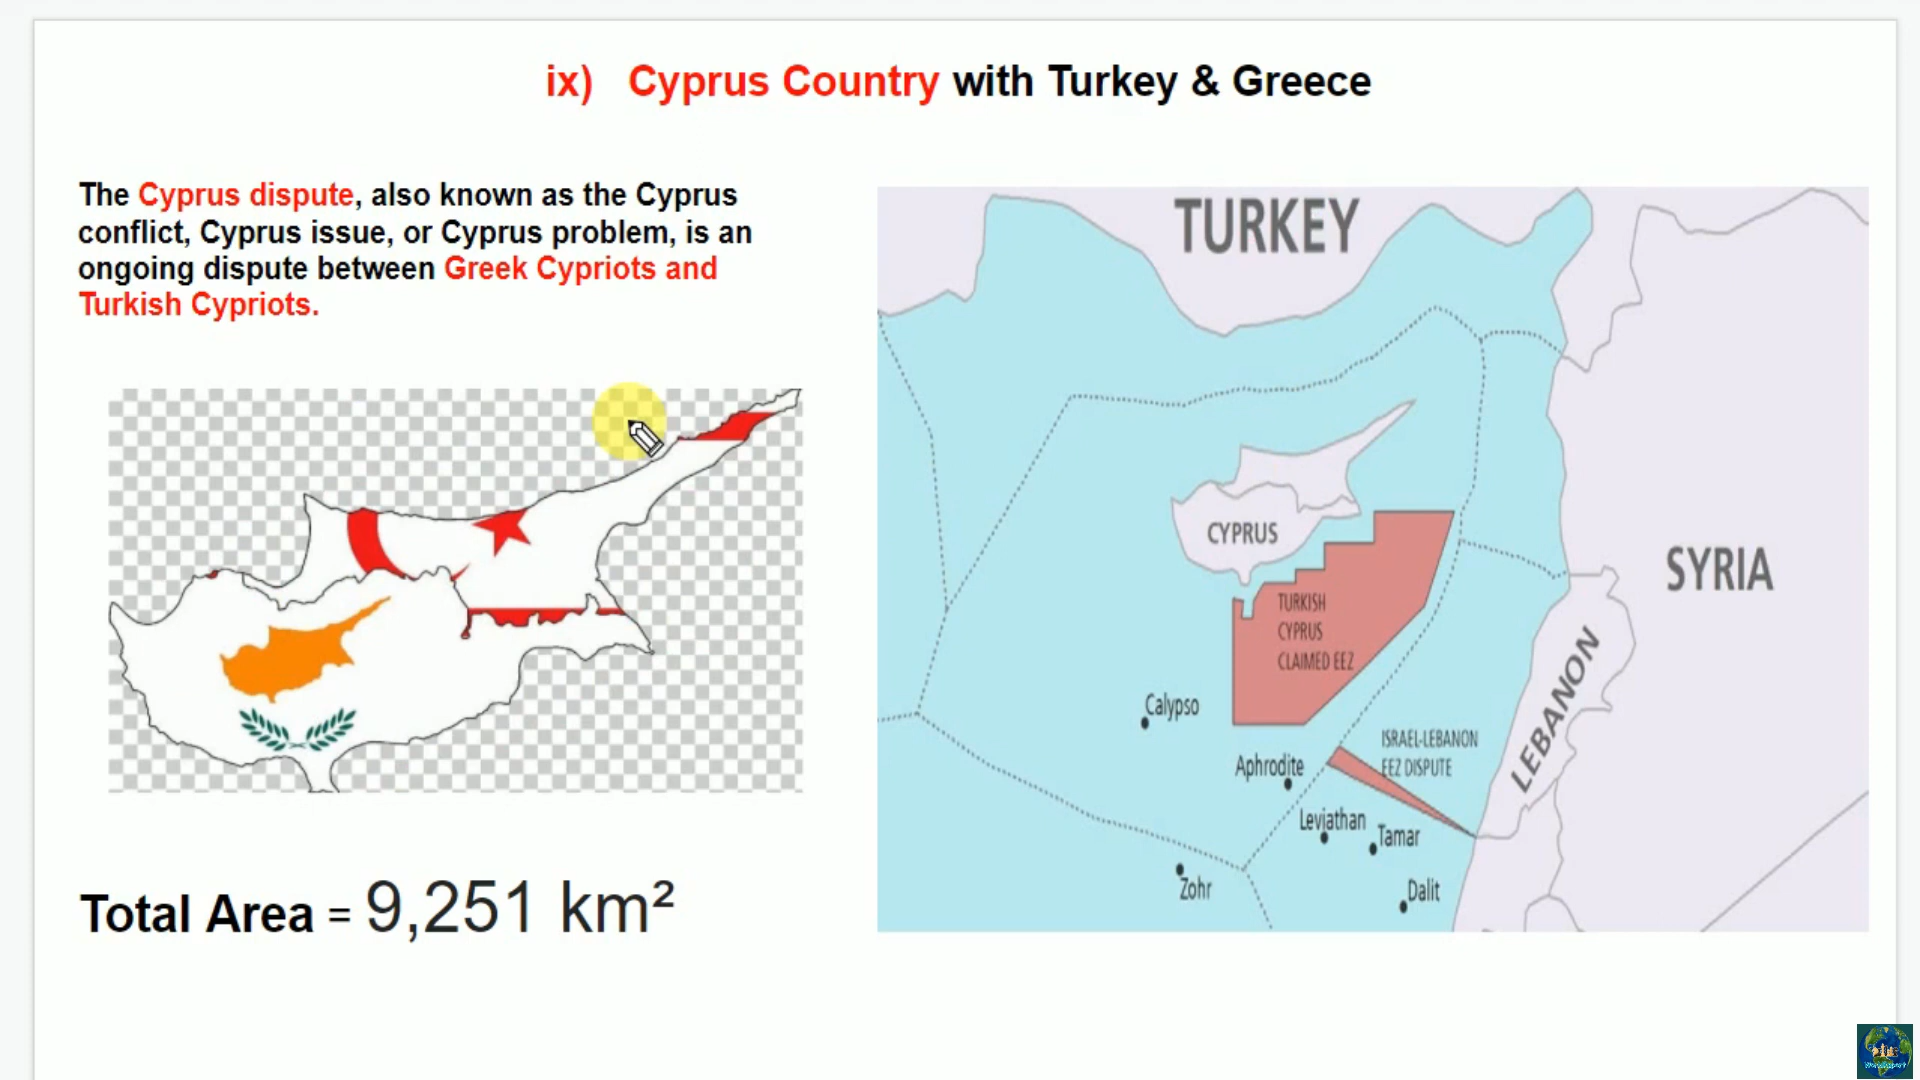 ix) Cyprus Country with Turkey & Greece
The Cyprus dispute, also known as the Cyprus
conflict, Cyprus issue, or Cyprus problem, is an
ongoing dispute between Greek Cypriots and
Turkish Cypriots.
Total Area = 9,251 km²
TURKEY
CYPRUS
SYRIA
TURKISH
CYPRUS
CLAIMED EEZ
LEBANON
Calypso
ISRAEL-LEBANON
EEZ DISPUTE
Aphrodite
Leviathan
Tamar
Zohr
Dalit